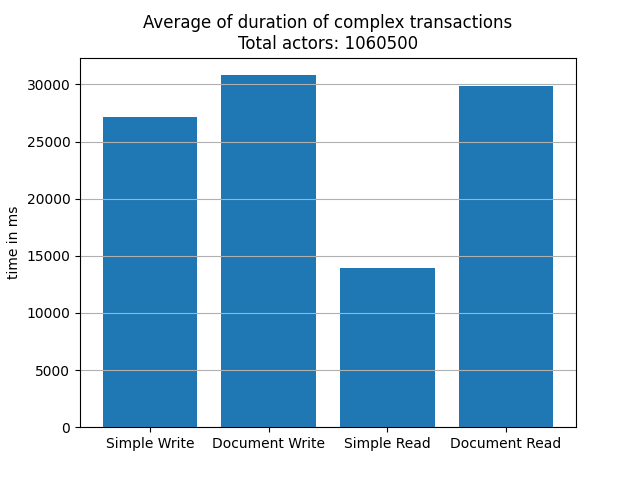 Average of duration of complex transactions
Total actors: 1060500
30000
25000
20000
15000
10000
5000
0
time in ms
Simple Write
Document Write
Simple Read
Document Read